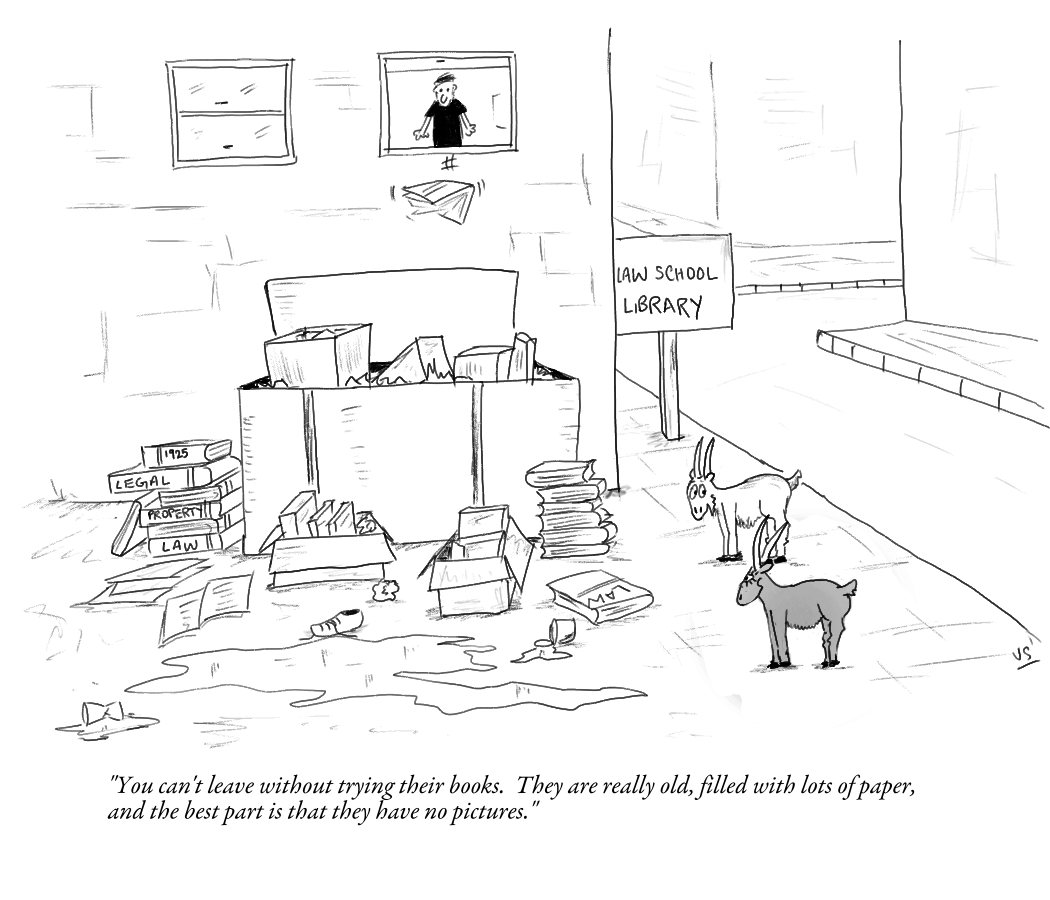 LAW SCHOOL
LIBRARY
1925
LEGAL
PROPERTY
LAW
LAW
VS
"You can't leave without trying their books.  They are really old, filled with lots of paper,
and the best part is that they have no pictures."